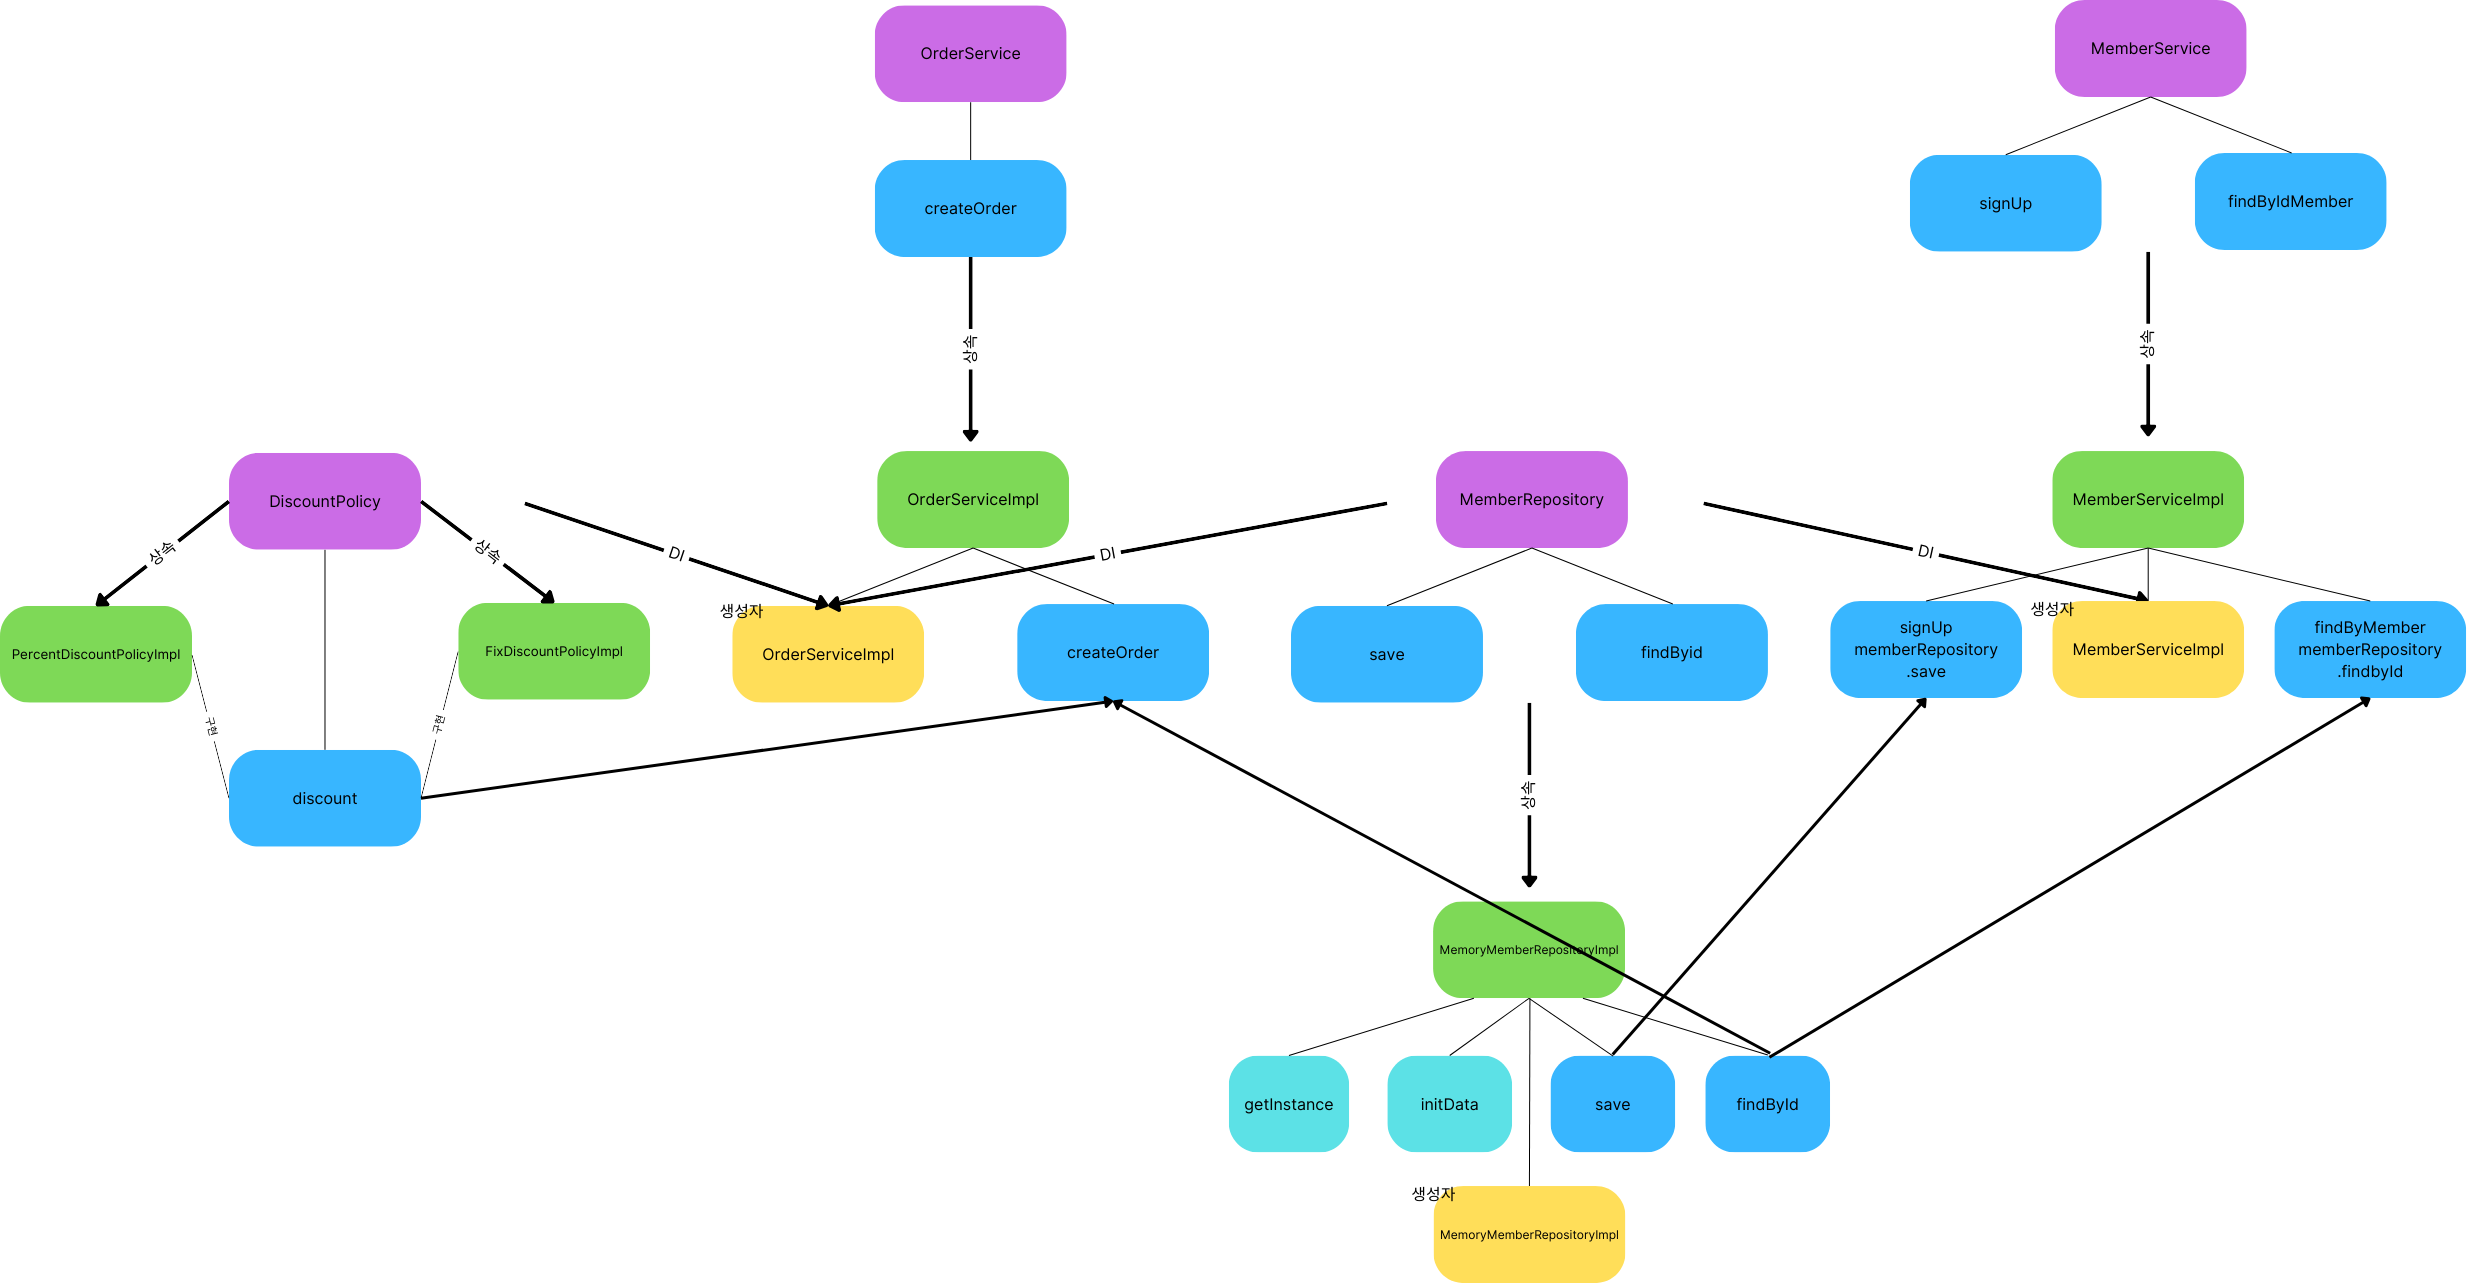 OrderService
MemberService
createOrder
signUp
findByIdMember
상속
상속
DiscountPolicy
OrderServiceImpl
MemberRepository
MemberServiceImpl
상속
상속
DI
DI
DI
생성자
생성자
PercentDiscountPolicyImpl
FixDiscountPolicyImpl
OrderServiceImpl
createOrder
save
findByid
signUp
memberRepository
.save
MemberServiceImpl
findByMember
memberRepository
.findbyId
구현
구현
discount
상속
MemoryMemberRepositoryImpl
getInstance
initData
save
findById
생성자
MemoryMemberRepositoryImpl